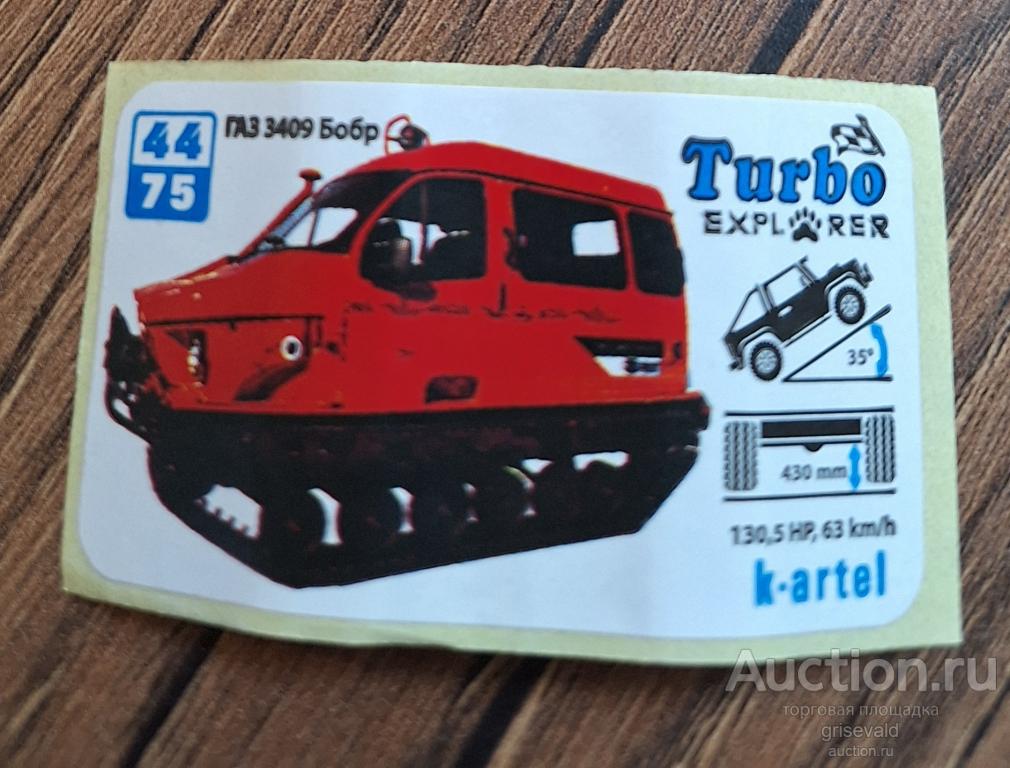 44
75
ГАЗ 3409 Бобр
Turbo
EXPLORER
35°
430 mm
130,5 HP, 63 km/h
k-artel
Auction.ru
торговая площадка
grisevald
auction.ru